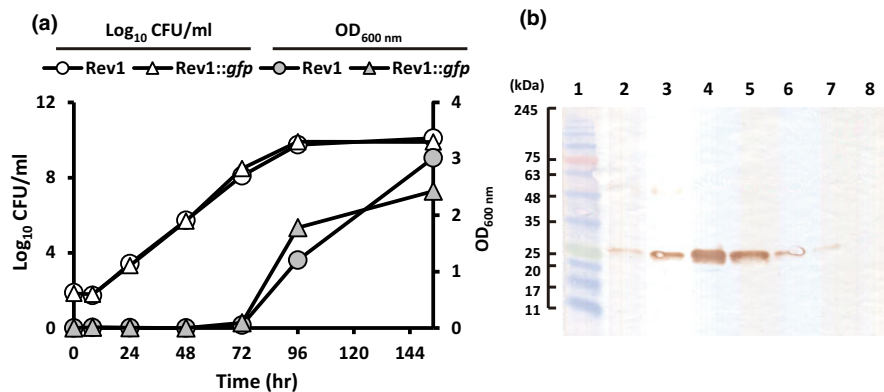 (a)
Log10 CFU/ml OD600 nm
Rev1 Rev1::gfp Rev1 Rev1::gfp
12
8
4
0
Log10 CFU/ml
4
3
2
1
0
OD600 nm
0 24 48 72 96 120 144
Time (hr)
(b)
(kDa) 1 2 3 4 5 6 7 8
245
75
63
48
35
25
20
17
11